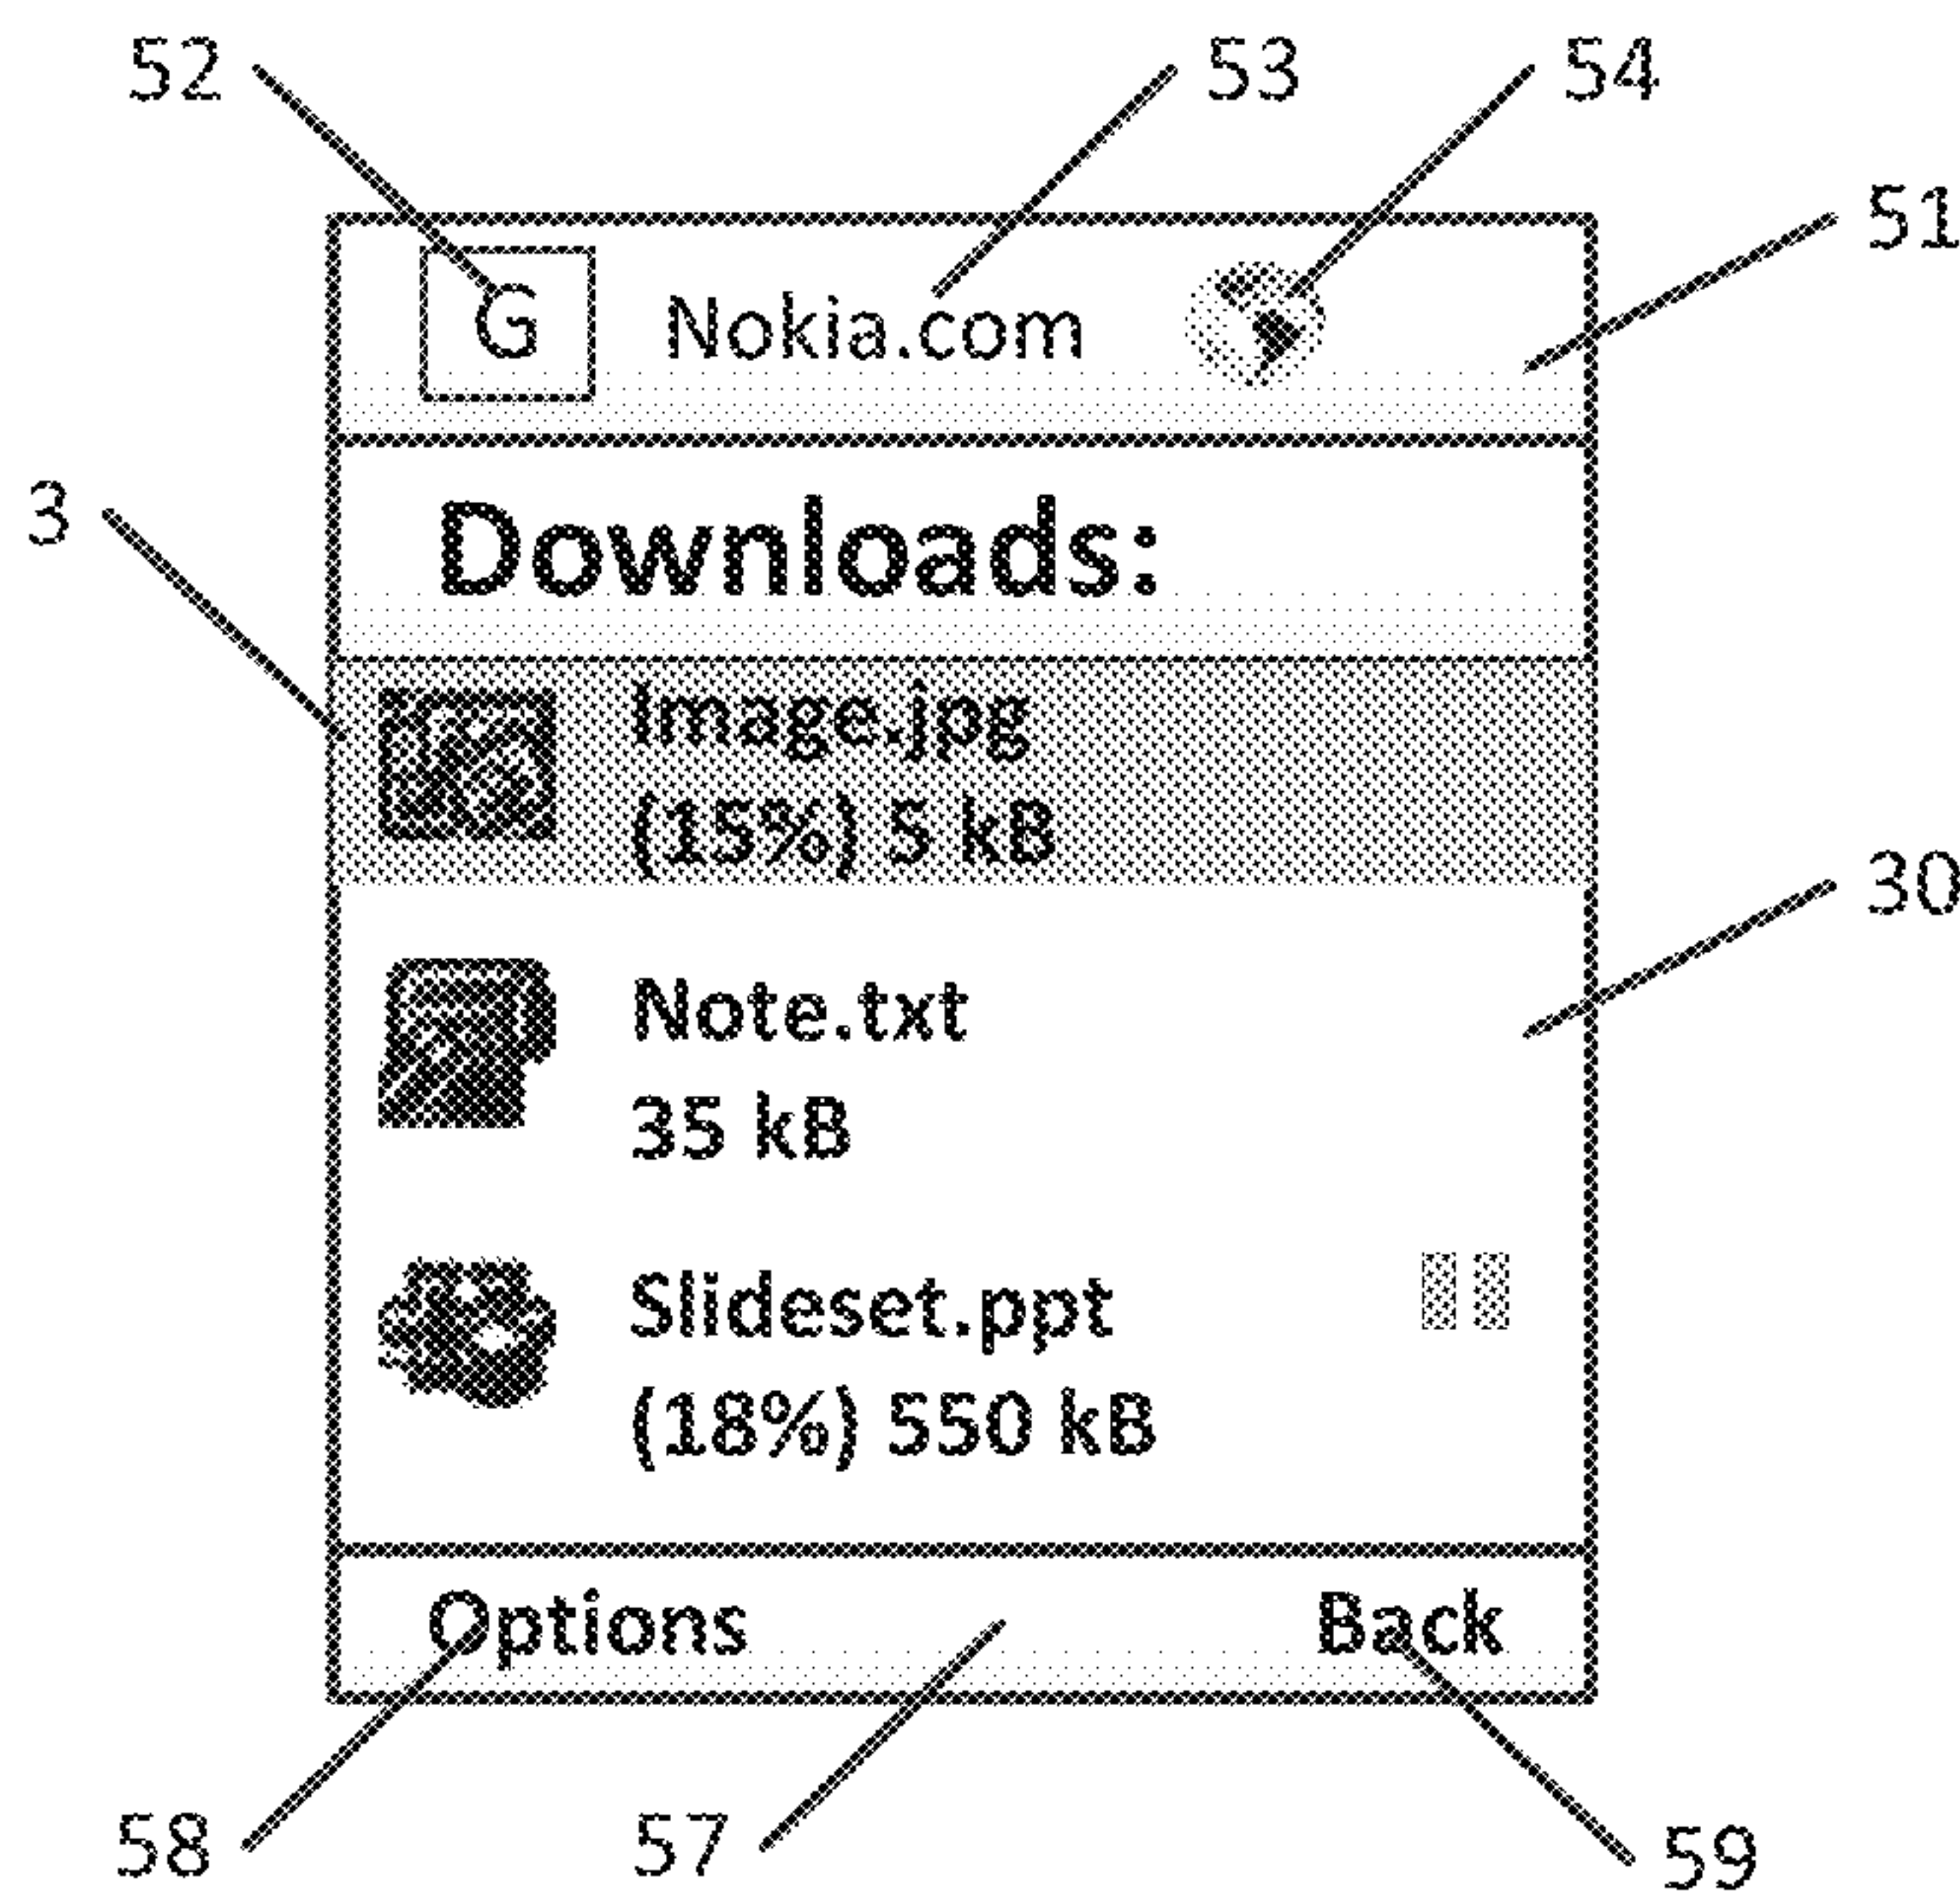 52 53 54
51
G Nokia.com
3
Downloads:
Image.jpg
(15%) 5 kB
30
Note.txt
35 kB
Slideset.ppt
(18%) 550 kB
Options Back
58 57 59